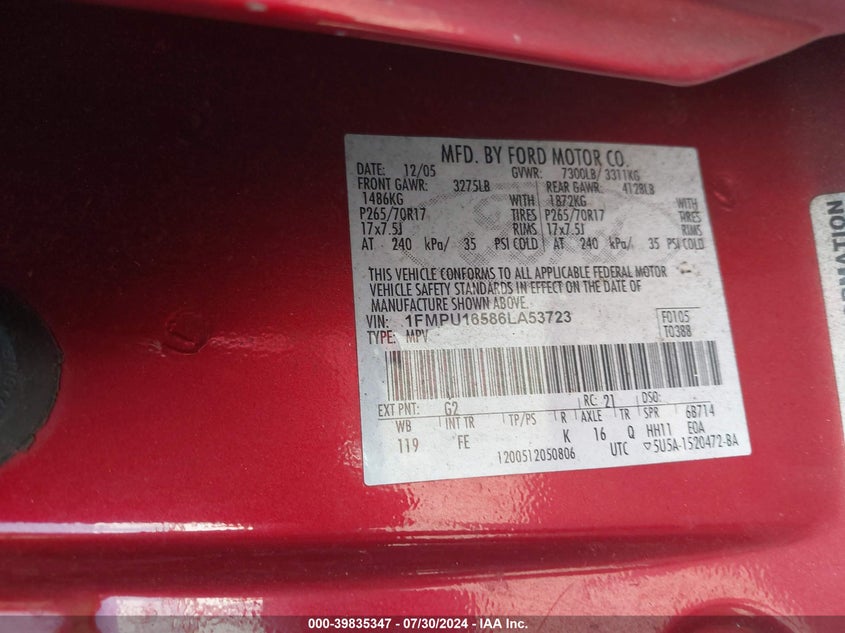 MFD. BY FORD MOTOR CO.
DATE: 12/05 GVWR: 7300LB/ 3311KG
FRONT GAWR: 3275LB REAR GAWR: 4128LB
1486KG WITH 1872KG WITH
P265/70R17 TIRES P265/70R17 TIRES
17x7.5J RIMS 17x7.5J RIMS
AT 240 kPa/ 35 PSI COLD AT 240 kPa/ 35 PSI COLD
THIS VEHICLE CONFORMS TO ALL APPLICABLE FEDERAL MOTOR
VEHICLE SAFETY STANDARDS IN EFFECT ON THE DATE OF
MANUFACTURE SHOWN ABOVE.
VIN: 1FMPU16586LA53723 F0105
TYPE: MPV T0388
EXT PNT: G2 RC: 21 DSO:
WB INT TR TP/PS R AXLE TR SPR 6B714
119 FE K 16 Q HH11 EOA
1200512050806 UTC 5U5A-1520472-BA
ORMATION
000-39835347 / 07/30/2024 - IAA Inc.